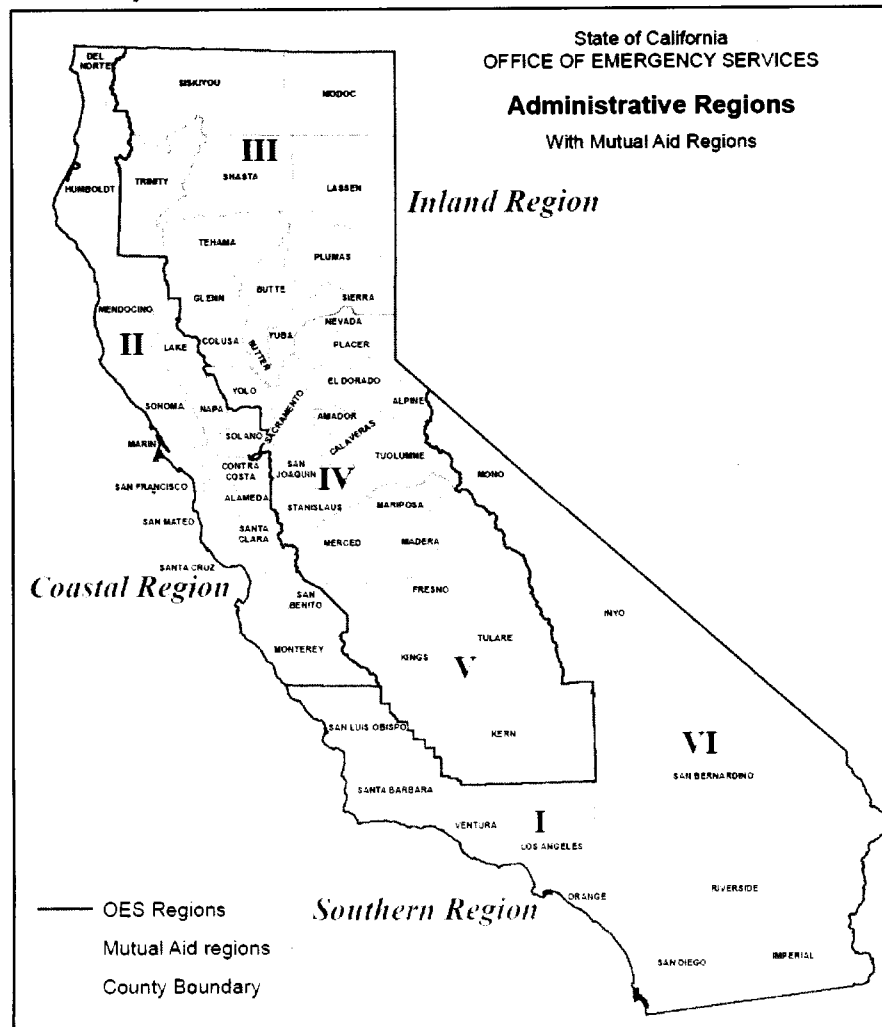 State of California
OFFICE OF EMERGENCY SERVICES
Administrative Regions
With Mutual Aid Regions
DEL
NORTE
SISKIYOU
MODOC
III
HUMBOLDT
TRINITY
SHASTA
LASSEN
Inland Region
TEHAMA
PLUMAS
GLENN
BUTTE
SIERRA
MENDOCINO
NEVADA
II
LAKE
COLUSA
SUTTER
YUBA
PLACER
YOLO
EL DORADO
SONOMA
NAPA
SACRAMENTO
AMADOR
ALPINE
MARIN
SOLANO
CALAVERAS
CONTRA
COSTA
SAN
JOAQUIN
IV
TUOLUMNE
MONO
SAN FRANCISCO
ALAMEDA
STANISLAUS
MARIPOSA
SAN MATEO
SANTA
CLARA
MERCED
MADERA
SANTA CRUZ
Coastal Region
SAN
BENITO
FRESNO
INYO
MONTEREY
KINGS
TULARE
V
SAN LUIS OBISPO
KERN
VI
SAN BERNARDINO
SANTA BARBARA
VENTURA
I
LOS ANGELES
ORANGE
RIVERSIDE
Southern Region
SAN DIEGO
IMPERIAL
OES Regions
Mutual Aid regions
County Boundary